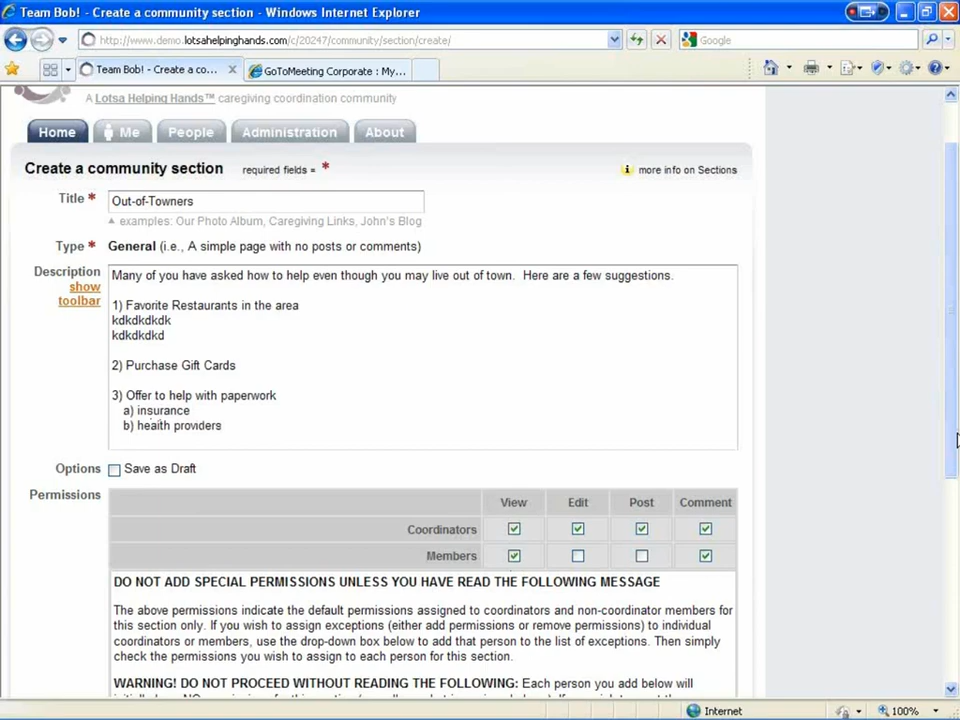 Team Bob! - Create a community section - Windows Internet Explorer
http://www.demo.lotsahelpinghands.com/c/20247/community/section/create/
Google
Team Bob! - Create a co...
GoToMeeting Corporate : My...
A Lotsa Helping Hands™ caregiving coordination community
Home Me People Administration About
Create a community section required fields = * more info on Sections
Title * Out-of-Towners
examples: Our Photo Album, Caregiving Links, John's Blog
Type * General (i.e., A simple page with no posts or comments)
Description Many of you have asked how to help even though you may live out of town. Here are a few suggestions.
show
toolbar
1) Favorite Restaurants in the area
kdkdkdkdk
kdkdkdkd
2) Purchase Gift Cards
3) Offer to help with paperwork
a) insurance
b) health providers
Options Save as Draft
Permissions View Edit Post Comment
Coordinators
Members
DO NOT ADD SPECIAL PERMISSIONS UNLESS YOU HAVE READ THE FOLLOWING MESSAGE
The above permissions indicate the default permissions assigned to coordinators and non-coordinator members for
this section only. If you wish to assign exceptions (either add permissions or remove permissions) to individual
coordinators or members, use the drop-down box below to add that person to the list of exceptions. Then simply
check the permissions you wish to assign to each person for this section.
WARNING! DO NOT PROCEED WITHOUT READING THE FOLLOWING: Each person you add below will
Internet 100%